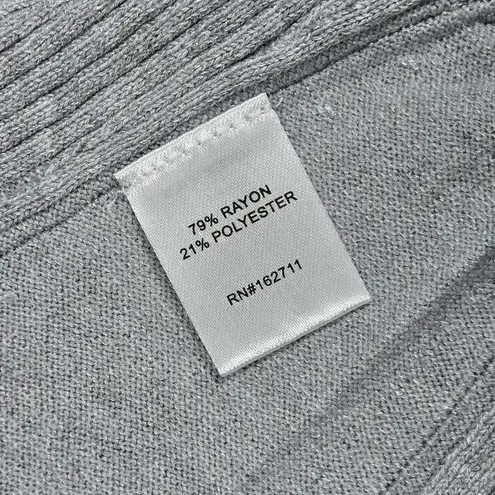 79% RAYON
21% POLYESTER
RN#162711